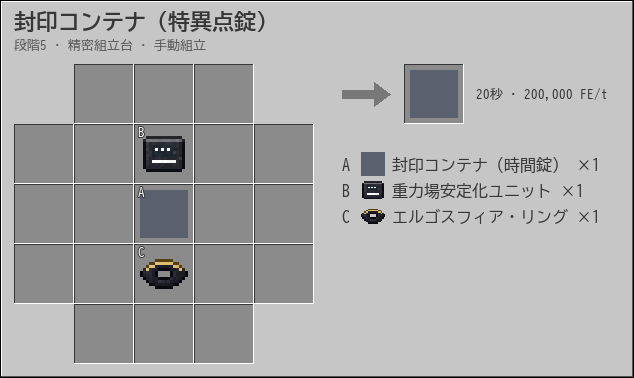 封印コンテナ（特異点錠）
段階5 · 精密組立台 · 手動組立
B
A
C
20秒 · 200,000 FE/t
A 封印コンテナ（時間錠） ×1
B 重力場安定化ユニット ×1
C エルゴスフィア・リング ×1